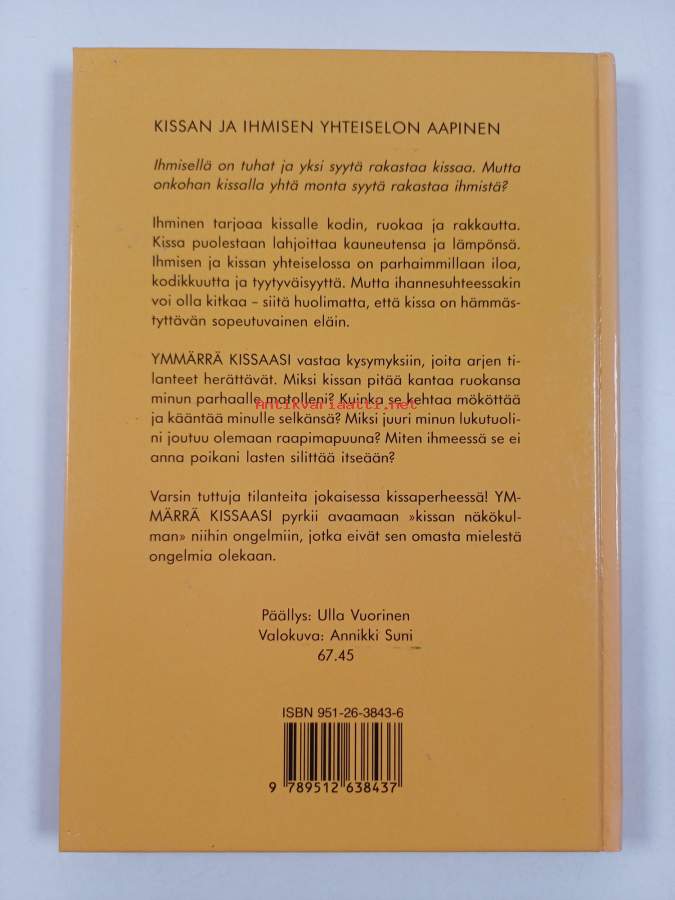 KISSAN JA IHMISEN YHTEISELON AAPINEN
Ihmisellä on tuhat ja yksi syytä rakastaa kissaa. Mutta
onkohan kissalla yhtä monta syytä rakastaa ihmistä?
Ihminen tarjoaa kissalle kodin, ruokaa ja rakkautta.
Kissa puolestaan lahjoittaa kauneutensa ja lämpönsä.
Ihmisen ja kissan yhteiselossa on parhaimmillaan iloa,
kodikkuutta ja tyytyväisyyttä. Mutta ihannesuhteessakin
voi olla kitkaa – siitä huolimatta, että kissa on hämmäs-
tyttävän sopeutuvainen eläin.
YMMÄRRÄ KISSAASI vastaa kysymyksiin, joita arjen ti-
lanteet herättävät. Miksi kissan pitää kantaa ruokansa
minun parhaalle matolleni? Kuinka se kehtaa mököttää
Antikvariaatti.net
ja kääntää minulle selkänsä? Miksi juuri minun lukutuoli-
ni joutuu olemaan raapimapuuna? Miten ihmeessä se ei
anna poikani lasten silittää itseään?
Varsin tuttuja tilanteita jokaisessa kissaperheessä! YM-
MÄRRÄ KISSAASI pyrkii avaamaan »kissan näkökul-
man» niihin ongelmiin, jotka eivät sen omasta mielestä
ongelmia olekaan.
Päällys: Ulla Vuorinen
Valokuva: Annikki Suni
67.45
ISBN 951-26-3843-6
9 789512 638437